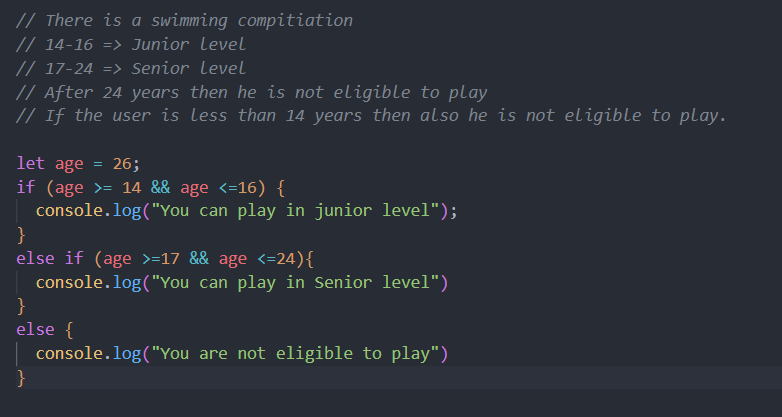 // There is a swimming compitiation
// 14-16 => Junior level
// 17-24 => Senior level
// After 24 years then he is not eligible to play
// If the user is less than 14 years then also he is not eligible to play.

let age = 26;
if (age >= 14 && age <=16) {
  console.log("You can play in junior level");
}
else if (age >=17 && age <=24){
  console.log("You can play in Senior level")
}
else {
  console.log("You are not eligible to play")
}